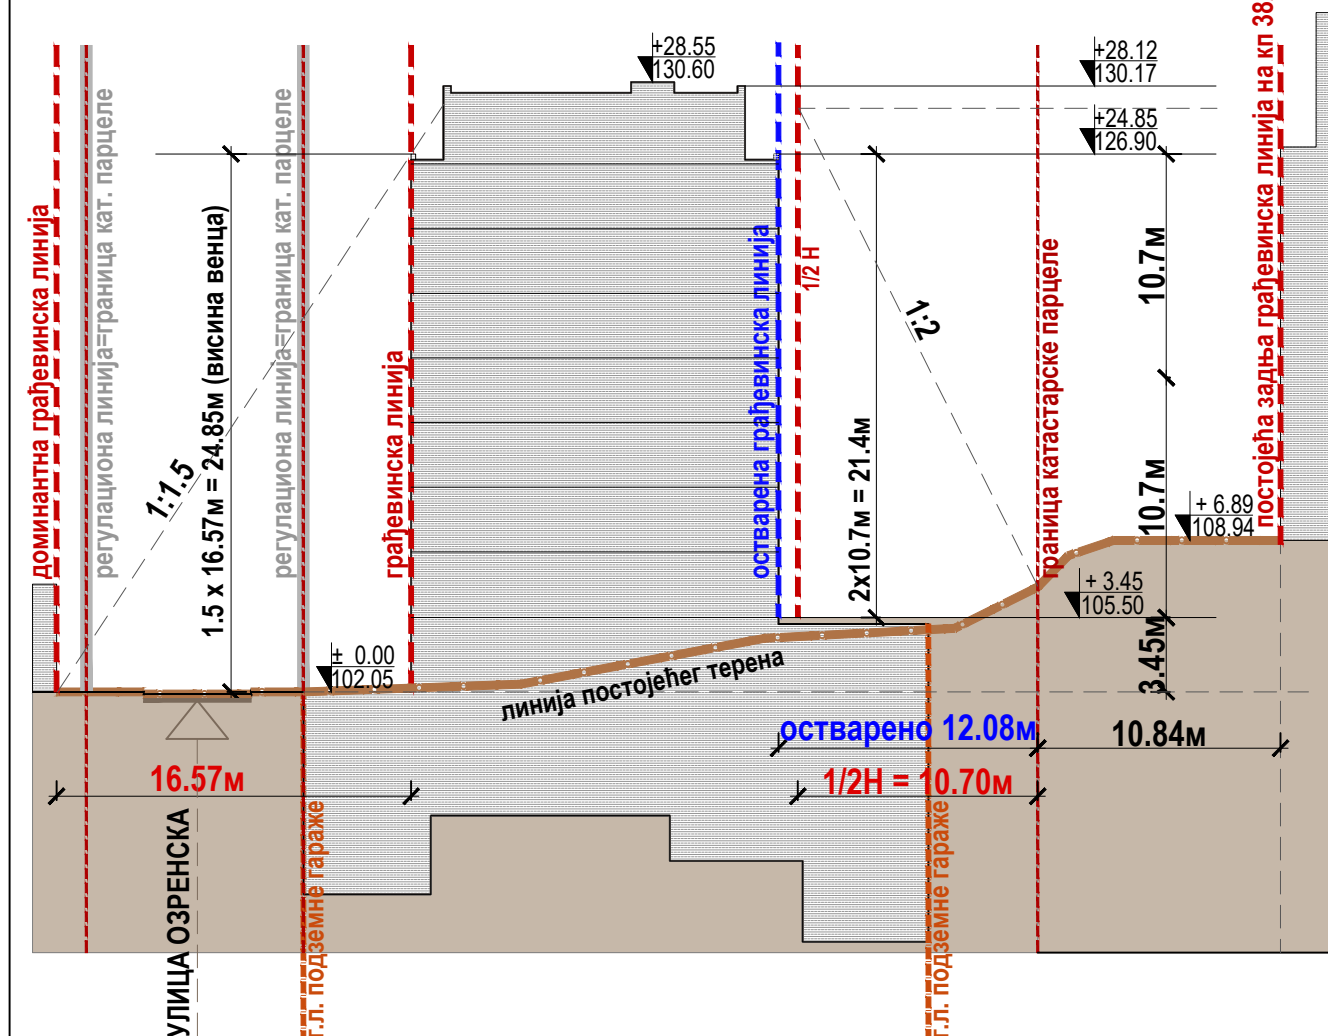 +28.55
130.60
+28.12
130.17
+24.85
126.90
доминантна грађевинска линија
регулациона линија=граница кат. парцеле
1:1.5
1.5 x 16.57м = 24.85м (висина венца)
регулациона линија=граница кат. парцеле
грађевинска линија
остварена грађевинска линија
1/2 Н
2x10.7м = 21.4м
1:2
граница катастарске парцеле
10.7м
10.7м
3.45м
постојећа задња грађевинска линија на кп 38
+ 6.89
108.94
+ 3.45
105.50
± 0.00
102.05
линија постојећег терена
остварено 12.08м
10.84м
16.57м
1/2Н = 10.70м
УЛИЦА ОЗРЕНСКА
г.л. подземне гараже
г.л. подземне гараже